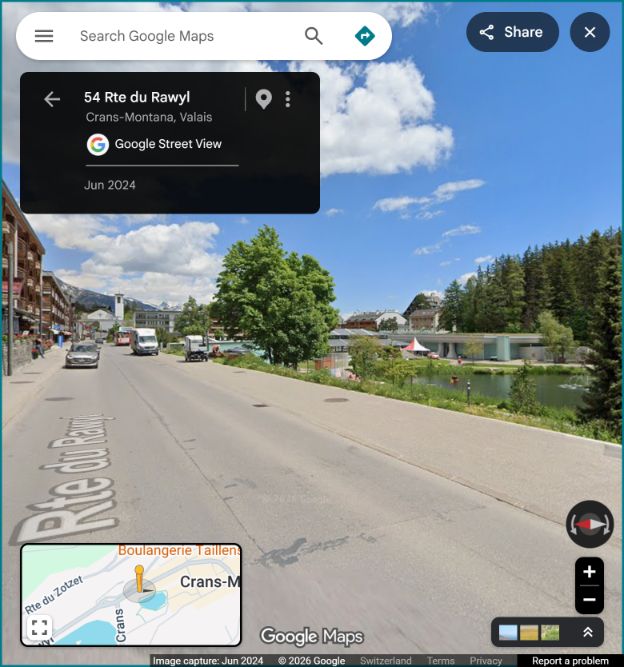 Search Google Maps
Share
54 Rte du Rawyl
Crans-Montana, Valais
Google Street View
Jun 2024
Rte du Rawyl
© 2026 Google
Boulangerie Taillens
Rte du Zotzet
Crans-M
Crans
Google Maps
Image capture: Jun 2024 © 2026 Google Switzerland Terms Privacy Report a problem